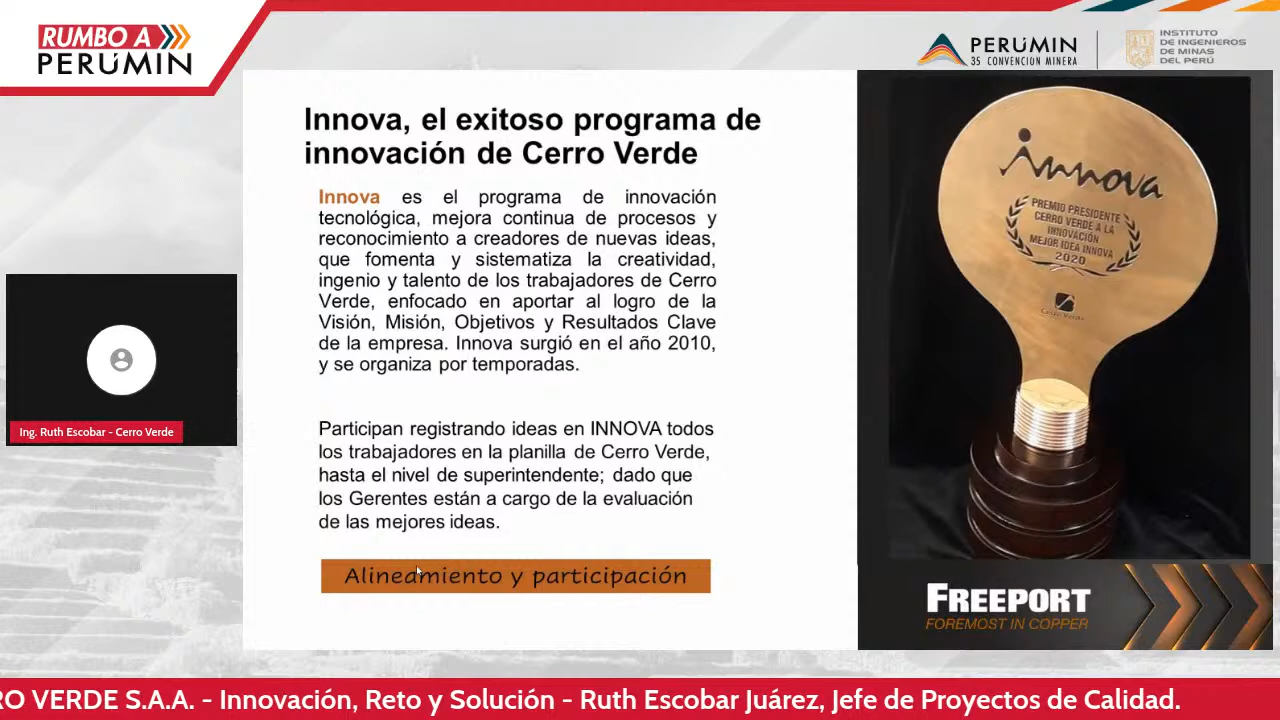 RUMBO A
PERÚMIN
PERÚMIN
35 CONVENCIÓN MINERA
INSTITUTO
DE INGENIEROS
DE MINAS
DEL PERÚ
Innova, el exitoso programa de
innovación de Cerro Verde
Innova es el programa de innovación
tecnológica, mejora continua de procesos y
reconocimiento a creadores de nuevas ideas,
que fomenta y sistematiza la creatividad,
ingenio y talento de los trabajadores de Cerro
Verde, enfocado en aportar al logro de la
Visión, Misión, Objetivos y Resultados Clave
de la empresa. Innova surgió en el año 2010,
y se organiza por temporadas.
Participan registrando ideas en INNOVA todos
los trabajadores en la planilla de Cerro Verde,
hasta el nivel de superintendente; dado que
los Gerentes están a cargo de la evaluación
de las mejores ideas.
Alineamiento y participación
innova
PREMIO PRESIDENTE
CERRO VERDE A LA
INNOVACIÓN
MEJOR IDEA INNOVA
2020
Cerro Verde
FREEPORT
FOREMOST IN COPPER
Ing. Ruth Escobar - Cerro Verde
RO VERDE S.A.A. - Innovación, Reto y Solución - Ruth Escobar Juárez, Jefe de Proyectos de Calidad.